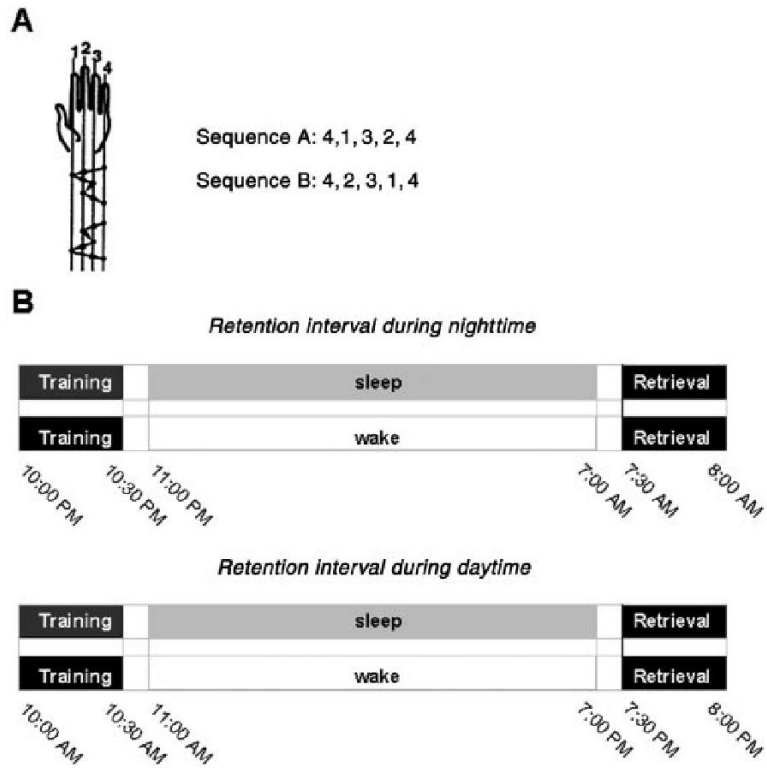 A
1 2 3 4
Sequence A: 4,1, 3, 2, 4
Sequence B: 4, 2, 3, 1, 4
B
Retention interval during nighttime
Training sleep Retrieval
Training wake Retrieval
10:00 PM 10:30 PM 11:00 PM 7:00 AM 7:30 AM 8:00 AM
Retention interval during daytime
Training sleep Retrieval
Training wake Retrieval
10:00 AM 10:30 AM 11:00 AM 7:00 PM 7:30 PM 8:00 PM